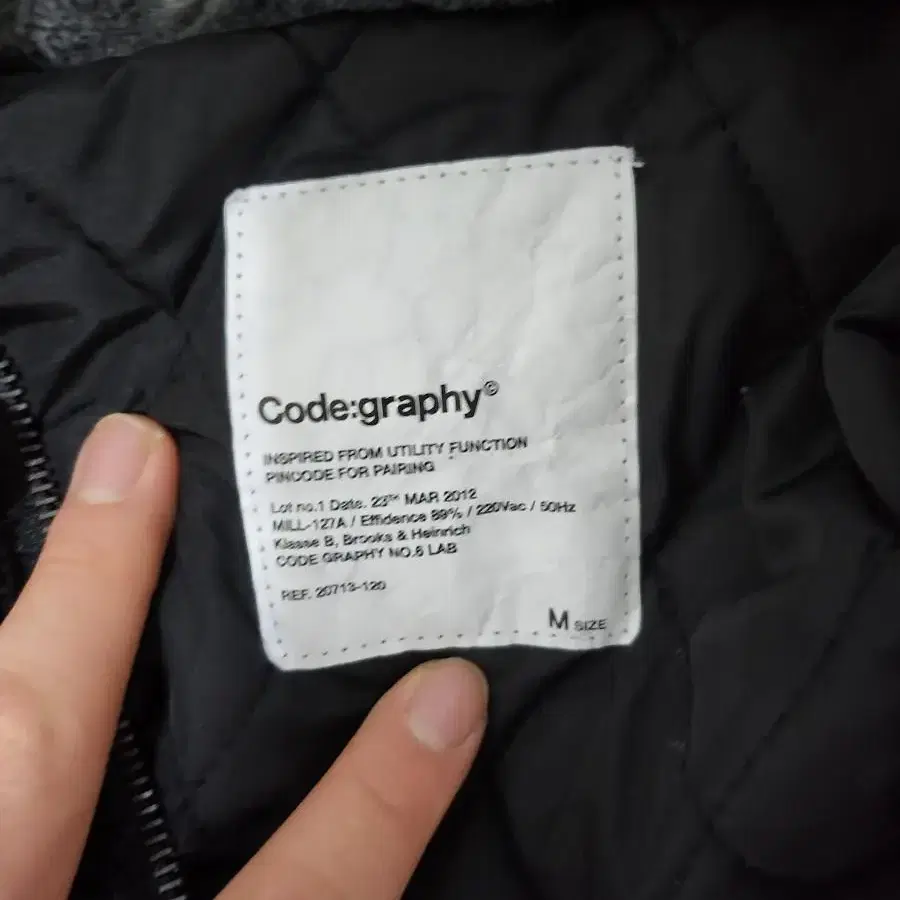 Code:graphy©
INSPIRED FROM UTILITY FUNCTION
PINCODE FOR PAIRING
Lot no.1 Date. 23TH MAR 2012
MILL-127A / Effidence 89% / 220Vac / 50Hz
Klasse B, Brooks & Heinrich
CODE GRAPHY NO.6 LAB
REF. 20713-120
M SIZE